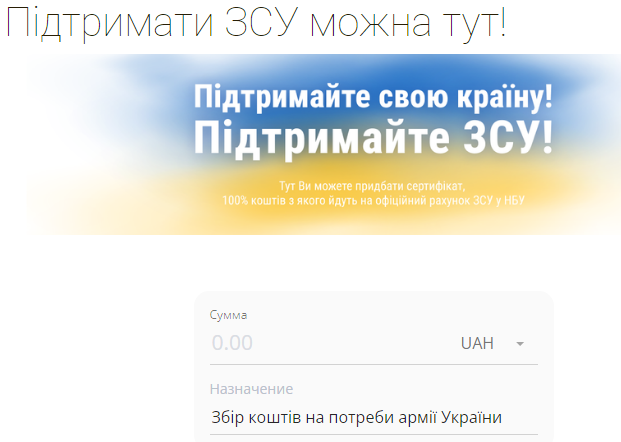 Підтримати ЗСУ можна тут!
Підтримайте свою країну!
Підтримайте ЗСУ!
Тут Ви можете придбати сертифікат,
100% коштів з якого йдуть на офіційний рахунок ЗСУ у НБУ
Сумма
0.00 UAH
Назначение
Збір коштів на потреби армії України